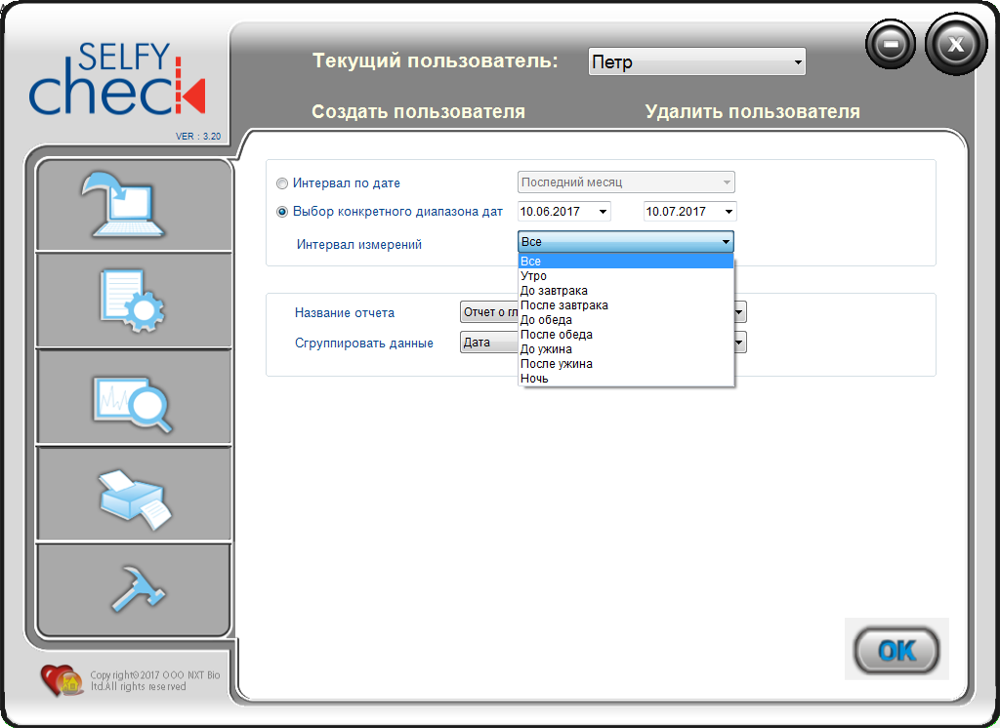 SELFY
check
VER : 3.20
Текущий пользователь:
Петр
Создать пользователя
Удалить пользователя
X
Интервал по дате
Последний месяц
Выбор конкретного диапазона дат
10.06.2017
10.07.2017
Интервал измерений
Все
Все
Утро
До завтрака
После завтрака
До обеда
После обеда
До ужина
После ужина
Ночь
Название отчета
Отчет о гл
Сгруппировать данные
Дата
OK
Copyright©2017 OOO NXT Bio
ltd.All rights reserved